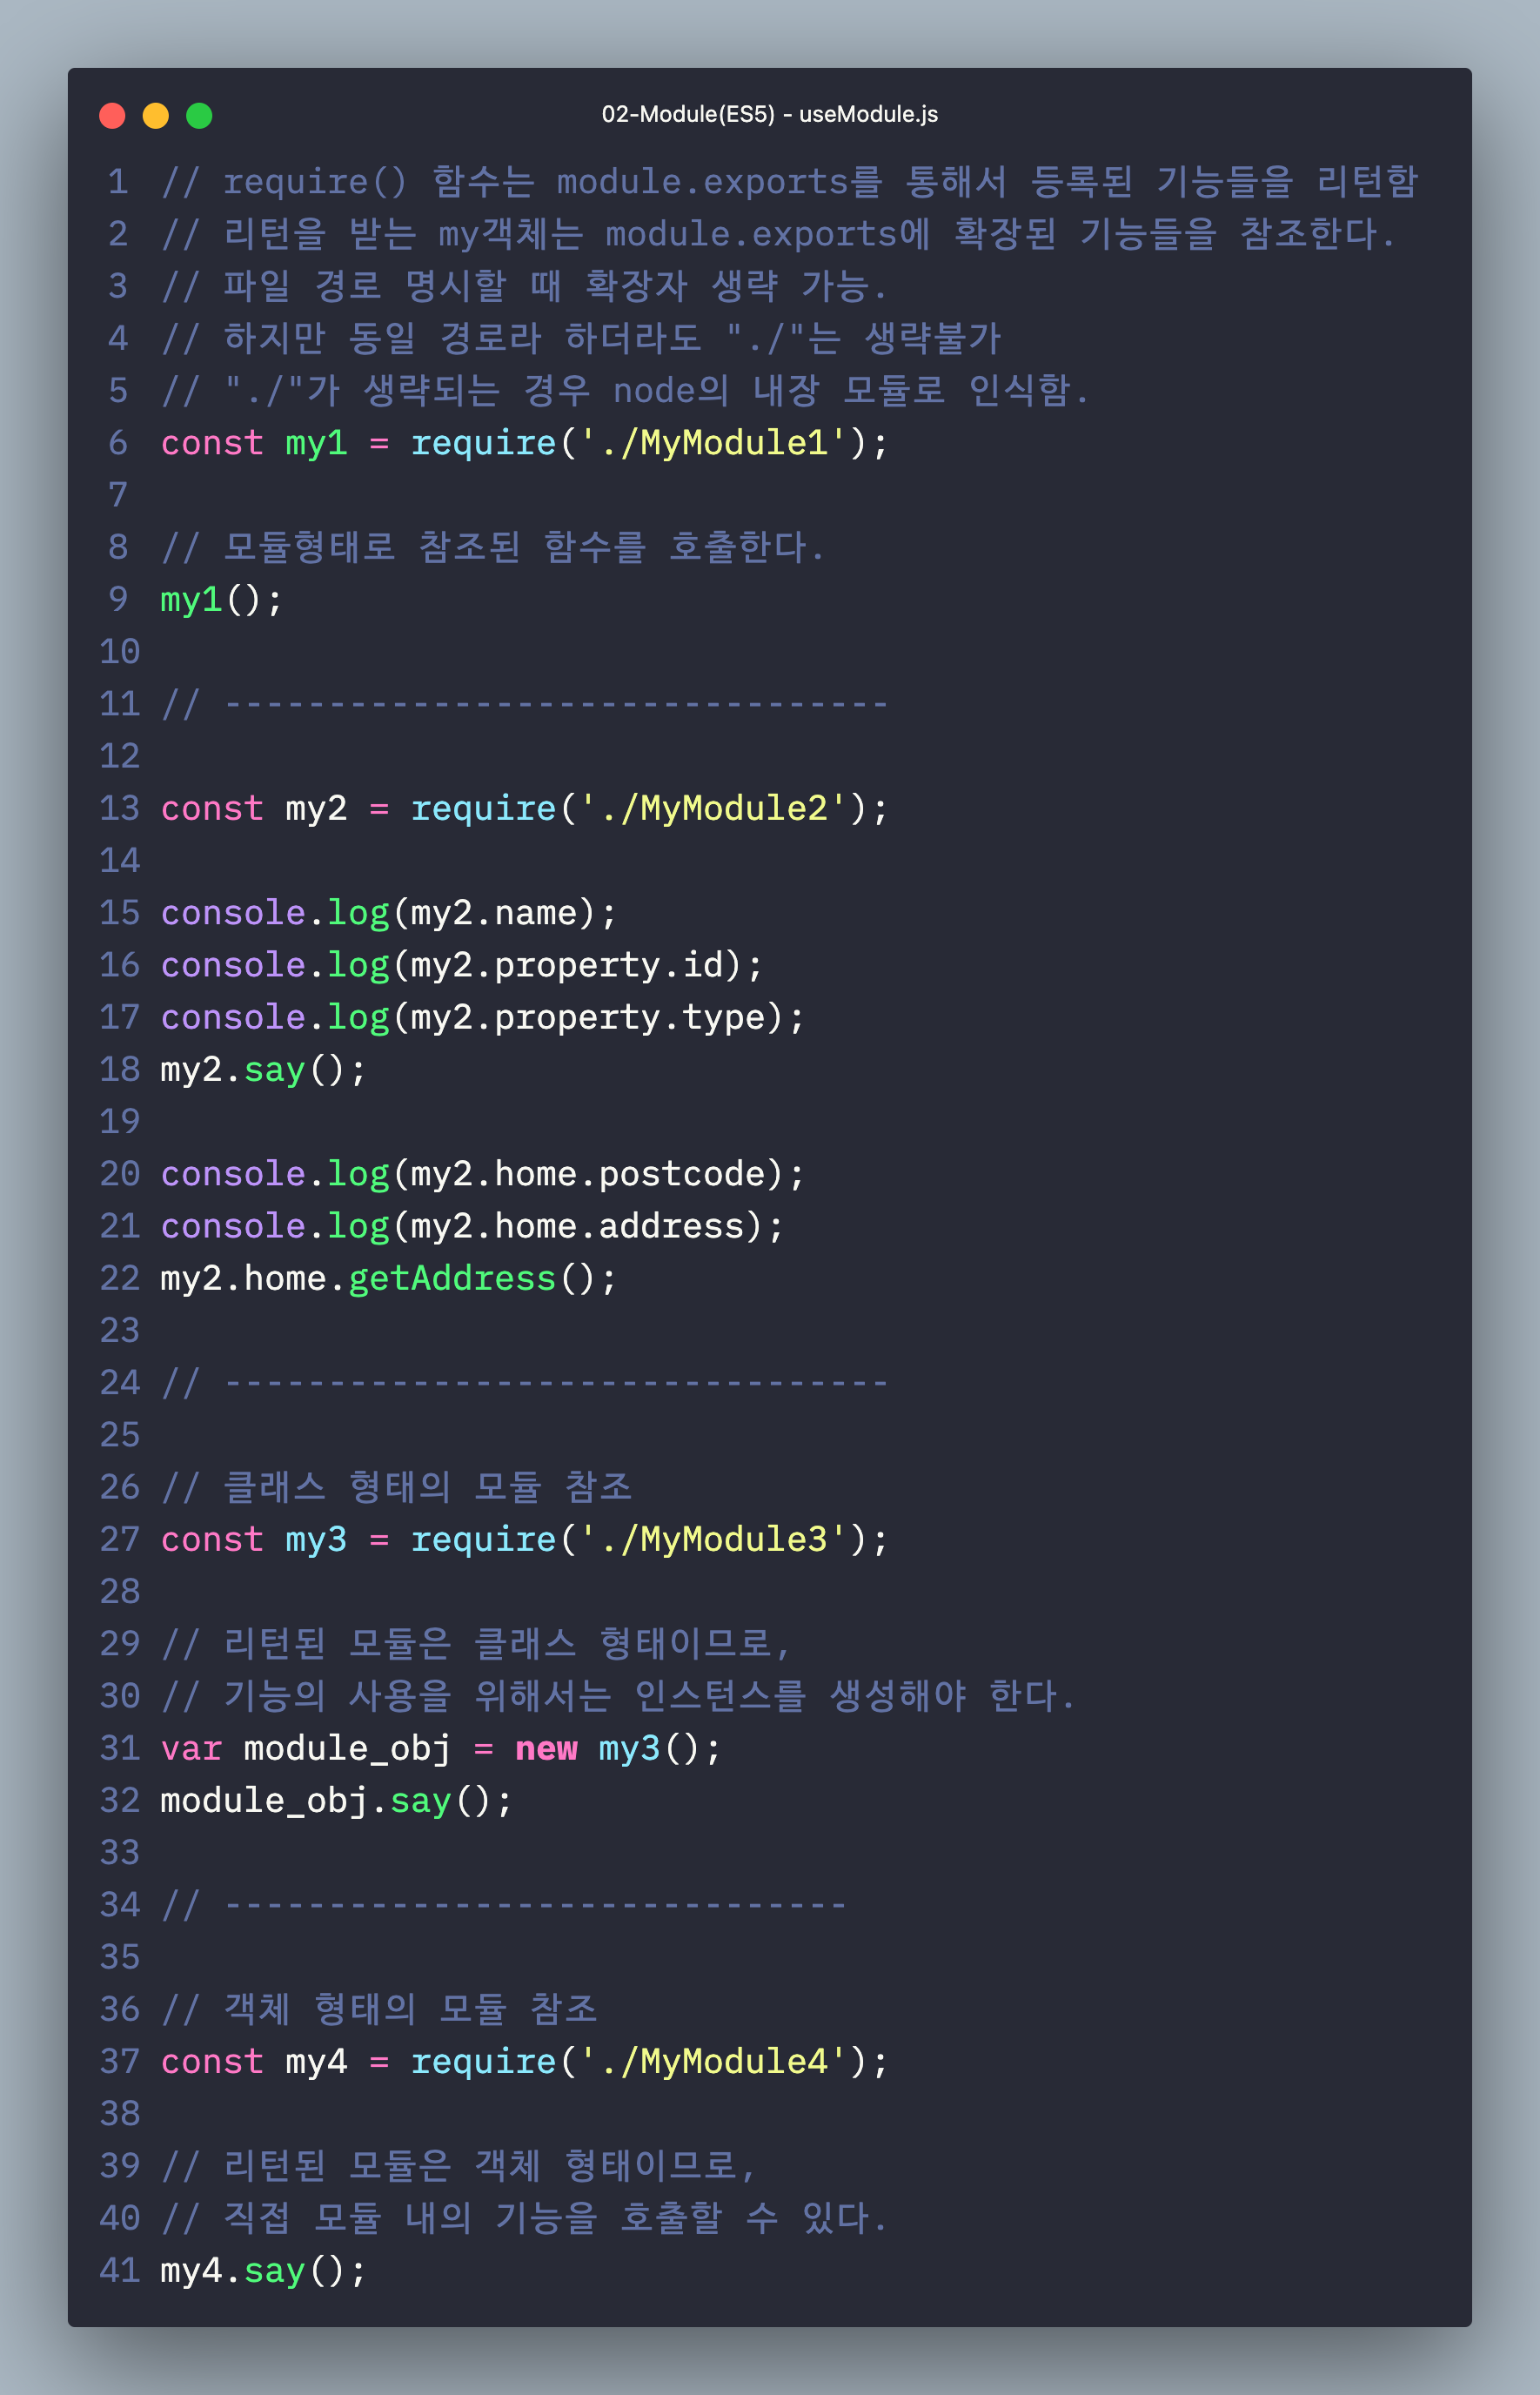 02-Module(ES5) - useModule.js
1 // require() 함수는 module.exports를 통해서 등록된 기능들을 리턴함
2 // 리턴을 받는 my객체는 module.exports에 확장된 기능들을 참조한다.
3 // 파일 경로 명시할 때 확장자 생략 가능.
4 // 하지만 동일 경로라 하더라도 "./"는 생략불가
5 // "./"가 생략되는 경우 node의 내장 모듈로 인식함.
6 const my1 = require('./MyModule1');
7
8 // 모듈형태로 참조된 함수를 호출한다.
9 my1();
10
11 // --------------------------------
12
13 const my2 = require('./MyModule2');
14
15 console.log(my2.name);
16 console.log(my2.property.id);
17 console.log(my2.property.type);
18 my2.say();
19
20 console.log(my2.home.postcode);
21 console.log(my2.home.address);
22 my2.home.getAddress();
23
24 // --------------------------------
25
26 // 클래스 형태의 모듈 참조
27 const my3 = require('./MyModule3');
28
29 // 리턴된 모듈은 클래스 형태이므로,
30 // 기능의 사용을 위해서는 인스턴스를 생성해야 한다.
31 var module_obj = new my3();
32 module_obj.say();
33
34 // ------------------------------
35
36 // 객체 형태의 모듈 참조
37 const my4 = require('./MyModule4');
38
39 // 리턴된 모듈은 객체 형태이므로,
40 // 직접 모듈 내의 기능을 호출할 수 있다.
41 my4.say();